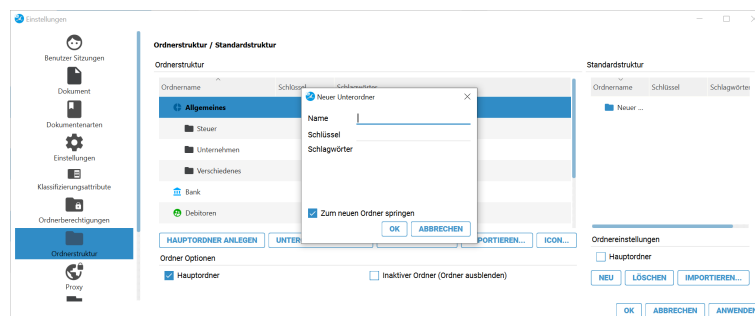 Einstellungen
Benutzer Sitzungen
Dokument
Dokumentenarten
Einstellungen
Klassifizierungsattribute
Ordnerberechtigungen
Ordnerstruktur
Proxy
Ordnerstruktur / Standardstruktur
Ordnerstruktur
Ordnername Schlüssel Schlagwörter
Allgemeines
Steuer
Unternehmen
Verschiedenes
Bank
Debitoren
HAUPTORDNER ANLEGEN UNTER PORTIEREN... ICON...
Ordner Optionen
Hauptordner Inaktiver Ordner (Ordner ausblenden)
Neuer Unterordner
Name
Schlüssel
Schlagwörter
Zum neuen Ordner springen
OK ABBRECHEN
Standardstruktur
Ordnername Schlüssel Schlagwörter
Neuer ...
Ordnereinstellungen
Hauptordner
NEU LÖSCHEN IMPORTIEREN...
OK ABBRECHEN ANWENDEN